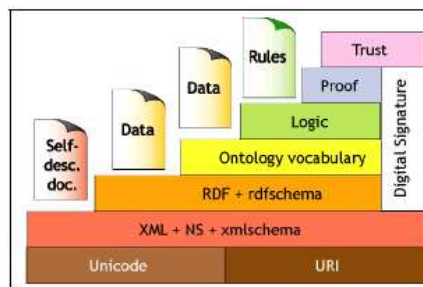 Trust
Rules
Proof
Data
Logic
Data
Digital Signature
Self-
desc.
doc.
Ontology vocabulary
RDF + rdfschema
XML + NS + xmlschema
Unicode
URI